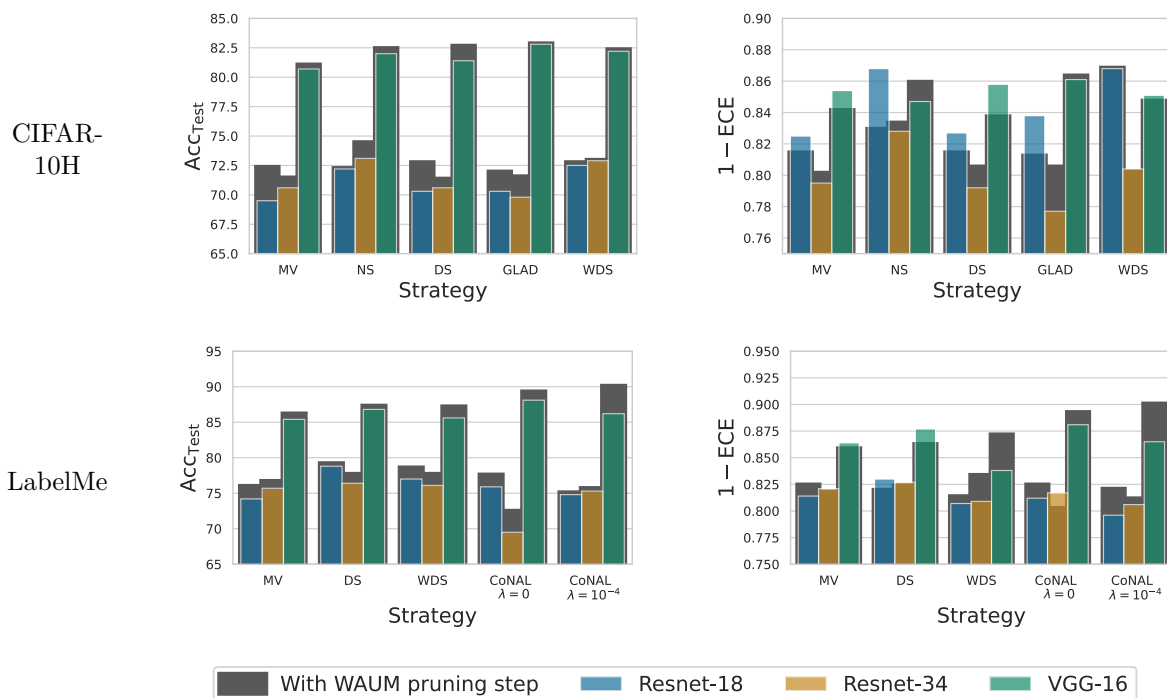 CIFAR-
10H
Acc_Test
85.0
82.5
80.0
77.5
75.0
72.5
70.0
67.5
65.0
MV NS DS GLAD WDS
Strategy
1 − ECE
0.90
0.88
0.86
0.84
0.82
0.80
0.78
0.76
MV NS DS GLAD WDS
Strategy
LabelMe
Acc_Test
95
90
85
80
75
70
65
MV DS WDS CoNAL CoNAL
λ = 0 λ = 10⁻⁴
Strategy
1 − ECE
0.950
0.925
0.900
0.875
0.850
0.825
0.800
0.775
0.750
MV DS WDS CoNAL CoNAL
λ = 0 λ = 10⁻⁴
Strategy
With WAUM pruning step Resnet-18 Resnet-34 VGG-16